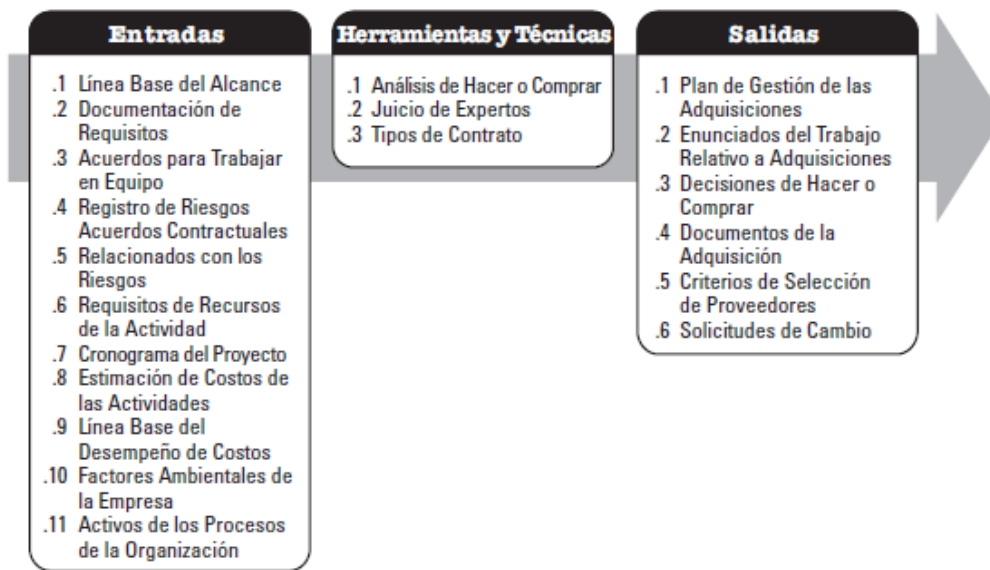 Entradas
.1 Línea Base del Alcance
.2 Documentación de
Requisitos
.3 Acuerdos para Trabajar
en Equipo
.4 Registro de Riesgos
Acuerdos Contractuales
.5 Relacionados con los
Riesgos
.6 Requisitos de Recursos
de la Actividad
.7 Cronograma del Proyecto
.8 Estimación de Costos de
las Actividades
.9 Línea Base del
Desempeño de Costos
.10 Factores Ambientales de
la Empresa
.11 Activos de los Procesos
de la Organización
Herramientas y Técnicas
.1 Análisis de Hacer o Comprar
.2 Juicio de Expertos
.3 Tipos de Contrato
Salidas
.1 Plan de Gestión de las
Adquisiciones
.2 Enunciados del Trabajo
Relativo a Adquisiciones
.3 Decisiones de Hacer o
Comprar
.4 Documentos de la
Adquisición
.5 Criterios de Selección
de Proveedores
.6 Solicitudes de Cambio